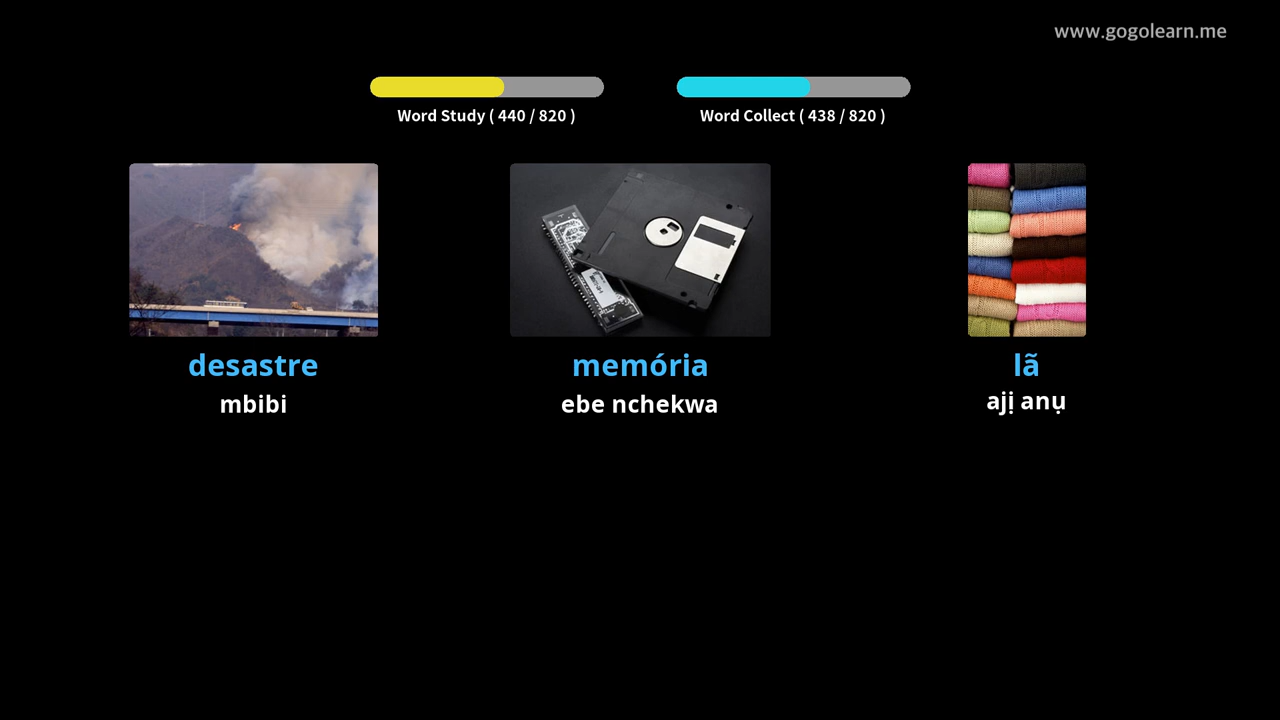 www.gogolearn.me
Word Study ( 440 / 820 )
Word Collect ( 438 / 820 )
desastre
mbibi
memória
ebe nchekwa
lã
ajị anụ